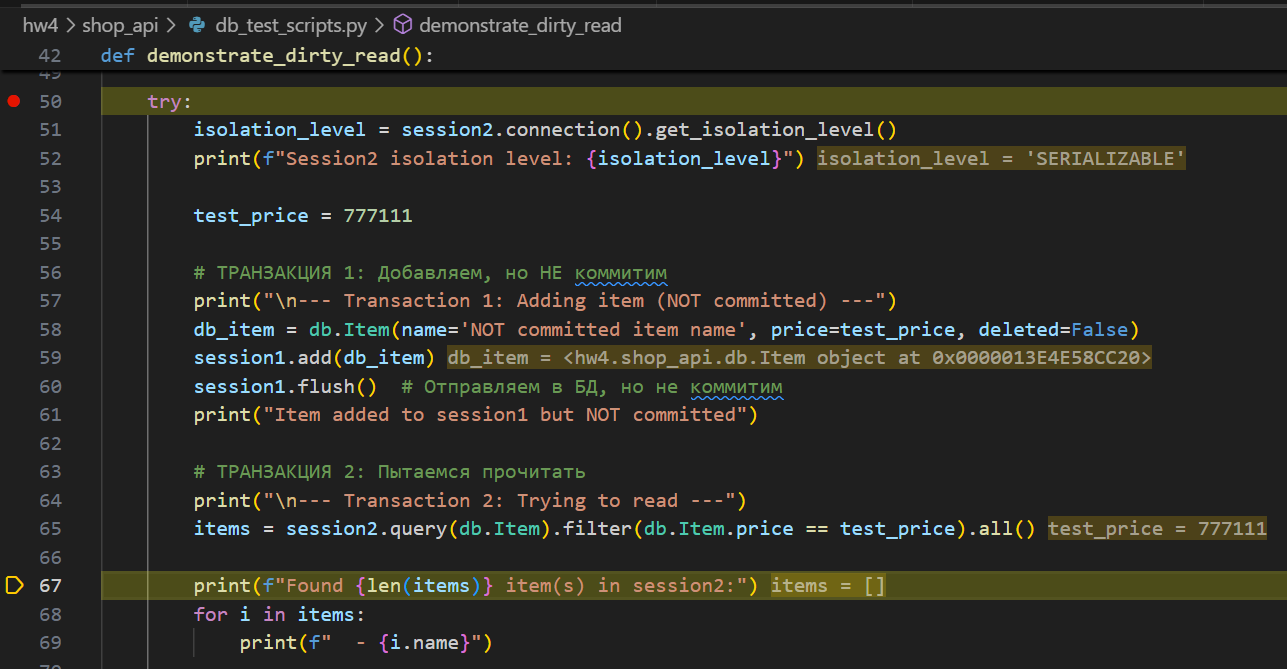 hw4 > shop_api > db_test_scripts.py > demonstrate_dirty_read
42 def demonstrate_dirty_read():
49
50 try:
51 isolation_level = session2.connection().get_isolation_level()
52 print(f"Session2 isolation level: {isolation_level}") isolation_level = 'SERIALIZABLE'
53
54 test_price = 777111
55
56 # ТРАНЗАКЦИЯ 1: Добавляем, но НЕ коммитим
57 print("\n--- Transaction 1: Adding item (NOT committed) ---")
58 db_item = db.Item(name='NOT committed item name', price=test_price, deleted=False)
59 session1.add(db_item) db_item = <hw4.shop_api.db.Item object at 0x0000013E4E58CC20>
60 session1.flush() # Отправляем в БД, но не коммитим
61 print("Item added to session1 but NOT committed")
62
63 # ТРАНЗАКЦИЯ 2: Пытаемся прочитать
64 print("\n--- Transaction 2: Trying to read ---")
65 items = session2.query(db.Item).filter(db.Item.price == test_price).all() test_price = 777111
66
67 print(f"Found {len(items)} item(s) in session2:") items = []
68 for i in items:
69 print(f" - {i.name}")